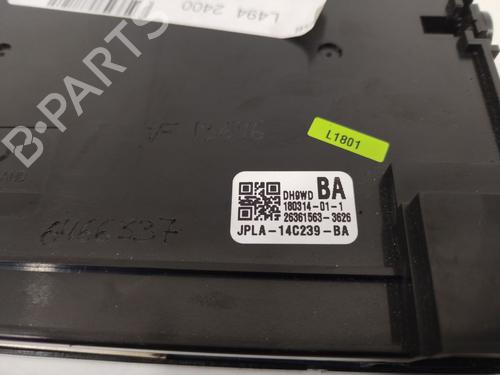 L494 2400
L1801
DH9WD BA
180314-01-1
26361563-3626
JPLA-14C239-BA
8466337
B-PARTS